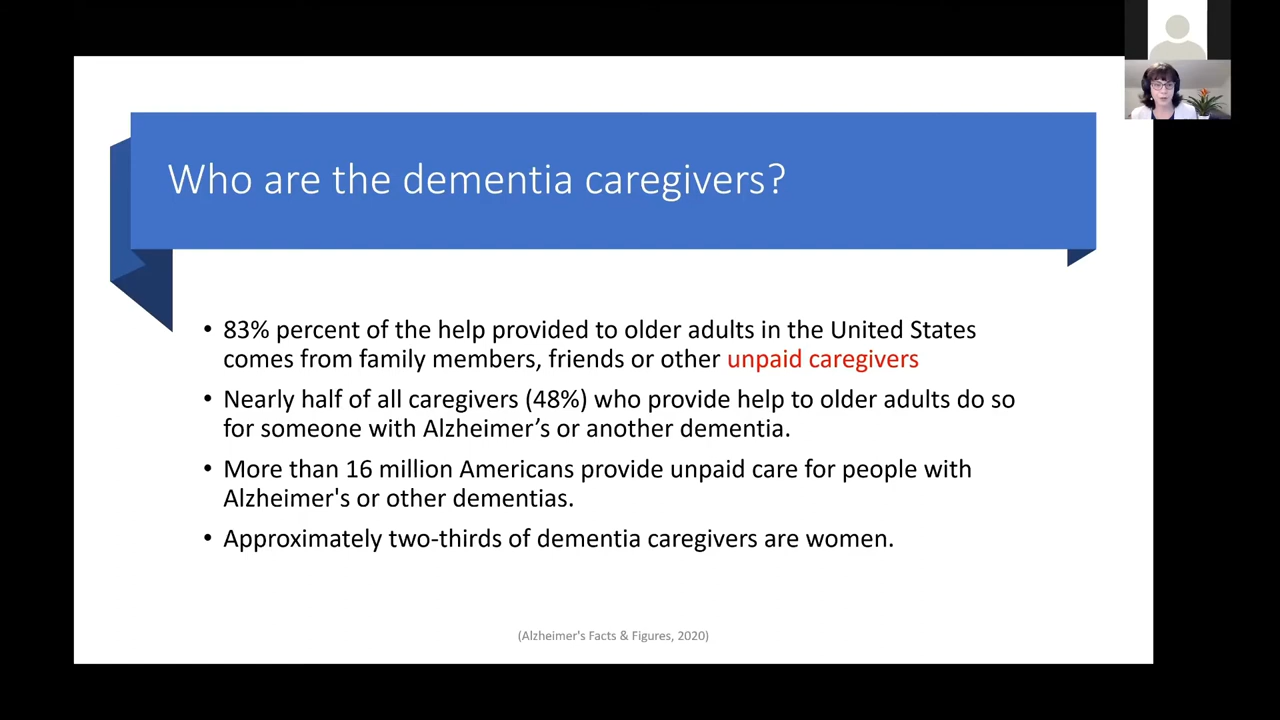 Who are the dementia caregivers?
• 83% percent of the help provided to older adults in the United States
comes from family members, friends or other unpaid caregivers
• Nearly half of all caregivers (48%) who provide help to older adults do so
for someone with Alzheimer’s or another dementia.
• More than 16 million Americans provide unpaid care for people with
Alzheimer's or other dementias.
• Approximately two-thirds of dementia caregivers are women.
(Alzheimer's Facts & Figures, 2020)